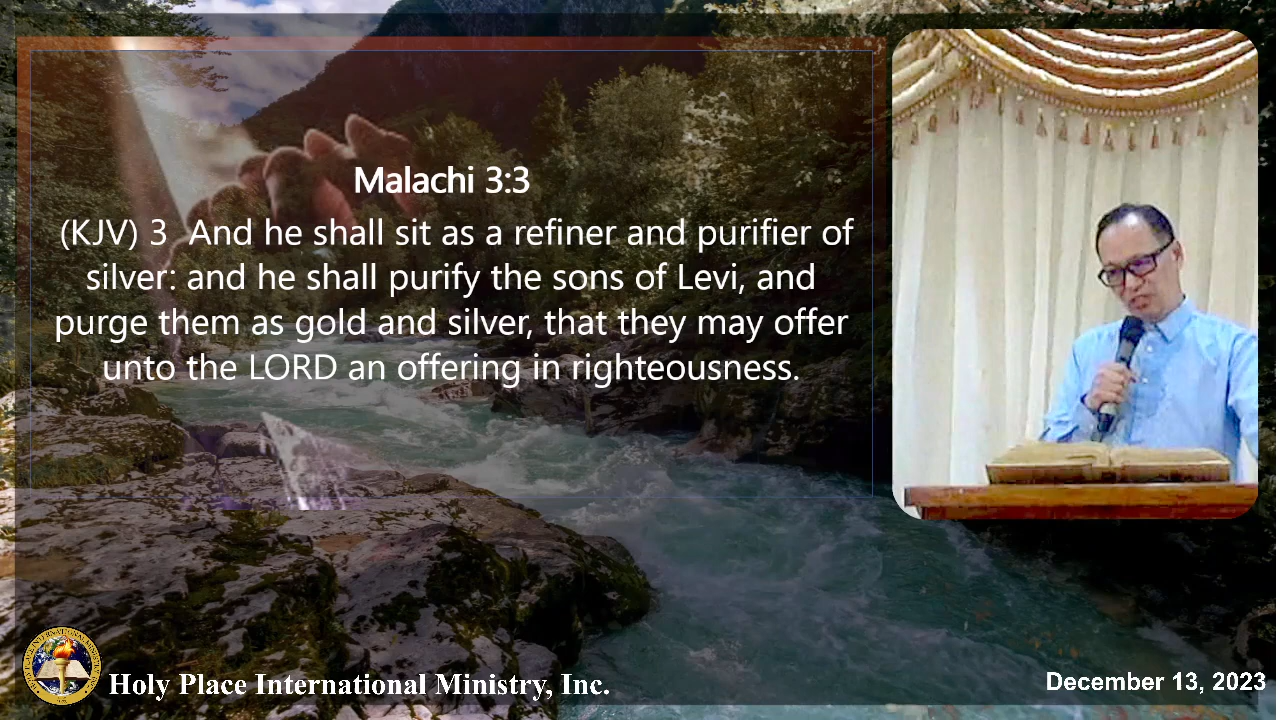 Malachi 3:3
(KJV) 3 And he shall sit as a refiner and purifier of
silver: and he shall purify the sons of Levi, and
purge them as gold and silver, that they may offer
unto the LORD an offering in righteousness.
Holy Place International Ministry, Inc.
December 13, 2023